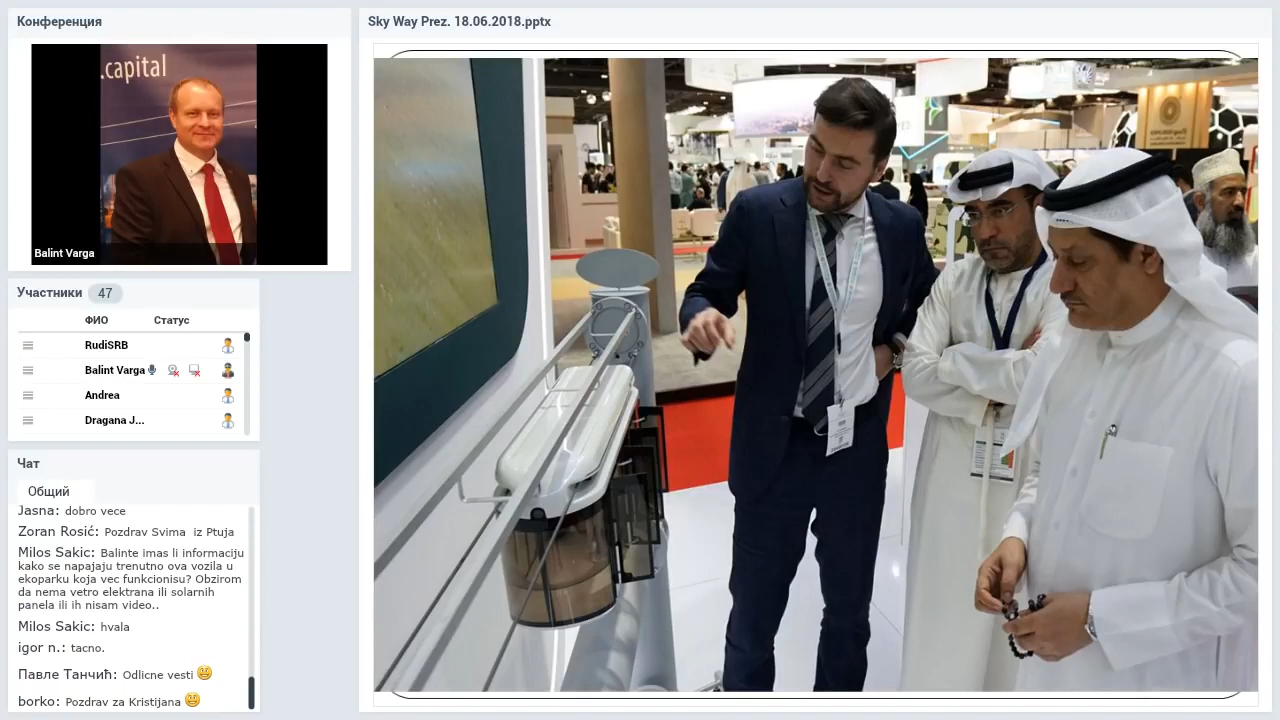 Конференция
.capital
Balint Varga
Участники 47
ФИО Статус
RudiSRB
Balint Varga
Andrea
Dragana J...
Чат
Общий
Jasna: dobro vece
Zoran Rosić: Pozdrav Svima iz Ptuja
Milos Sakic: Balinte imas li informaciju
kako se napajaju trenutno ova vozila u
ekoparku koja vec funkcionisu? Obzirom
da nema vetro elektrana ili solarnih
panela ili ih nisam video..
Milos Sakic: hvala
igor n.: tacno.
Павле Танчић: Odlicne vesti
borko: Pozdrav za Kristijana
Sky Way Prez. 18.06.2018.pptx